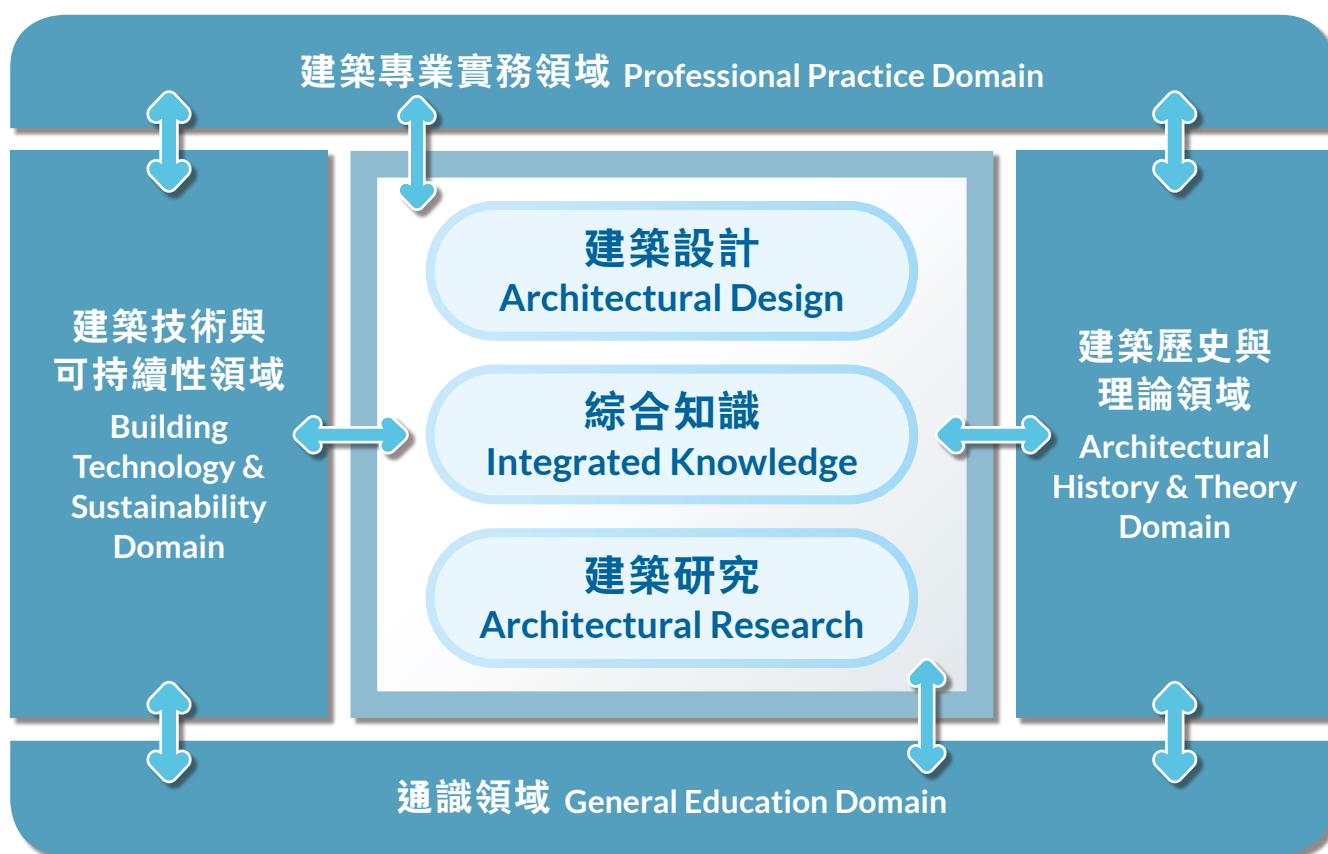 建築專業實務領域 Professional Practice Domain
建築技術與
可持續性領域
Building
Technology &
Sustainability
Domain
建築設計
Architectural Design
綜合知識
Integrated Knowledge
建築研究
Architectural Research
建築歷史與
理論領域
Architectural
History & Theory
Domain
通識領域 General Education Domain